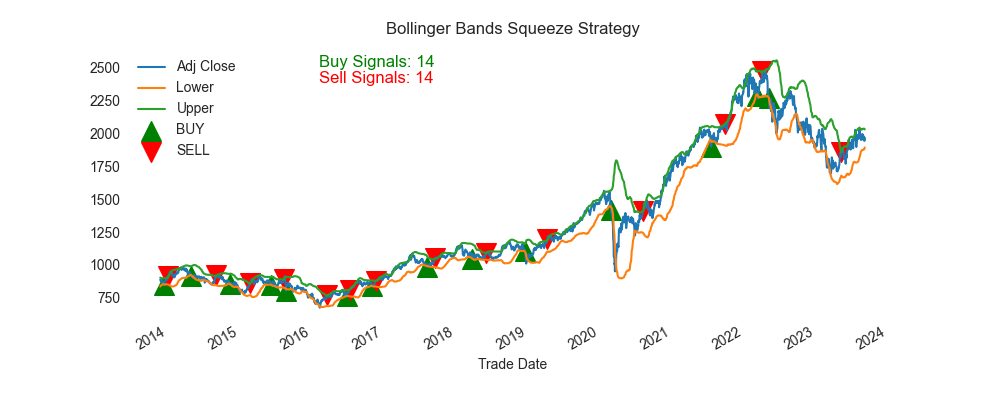 Bollinger Bands Squeeze Strategy
Buy Signals: 14
Sell Signals: 14
Adj Close
Lower
Upper
BUY
SELL
2500
2250
2000
1750
1500
1250
1000
750
2014
2015
2016
2017
2018
2019
2020
2021
2022
2023
2024
Trade Date